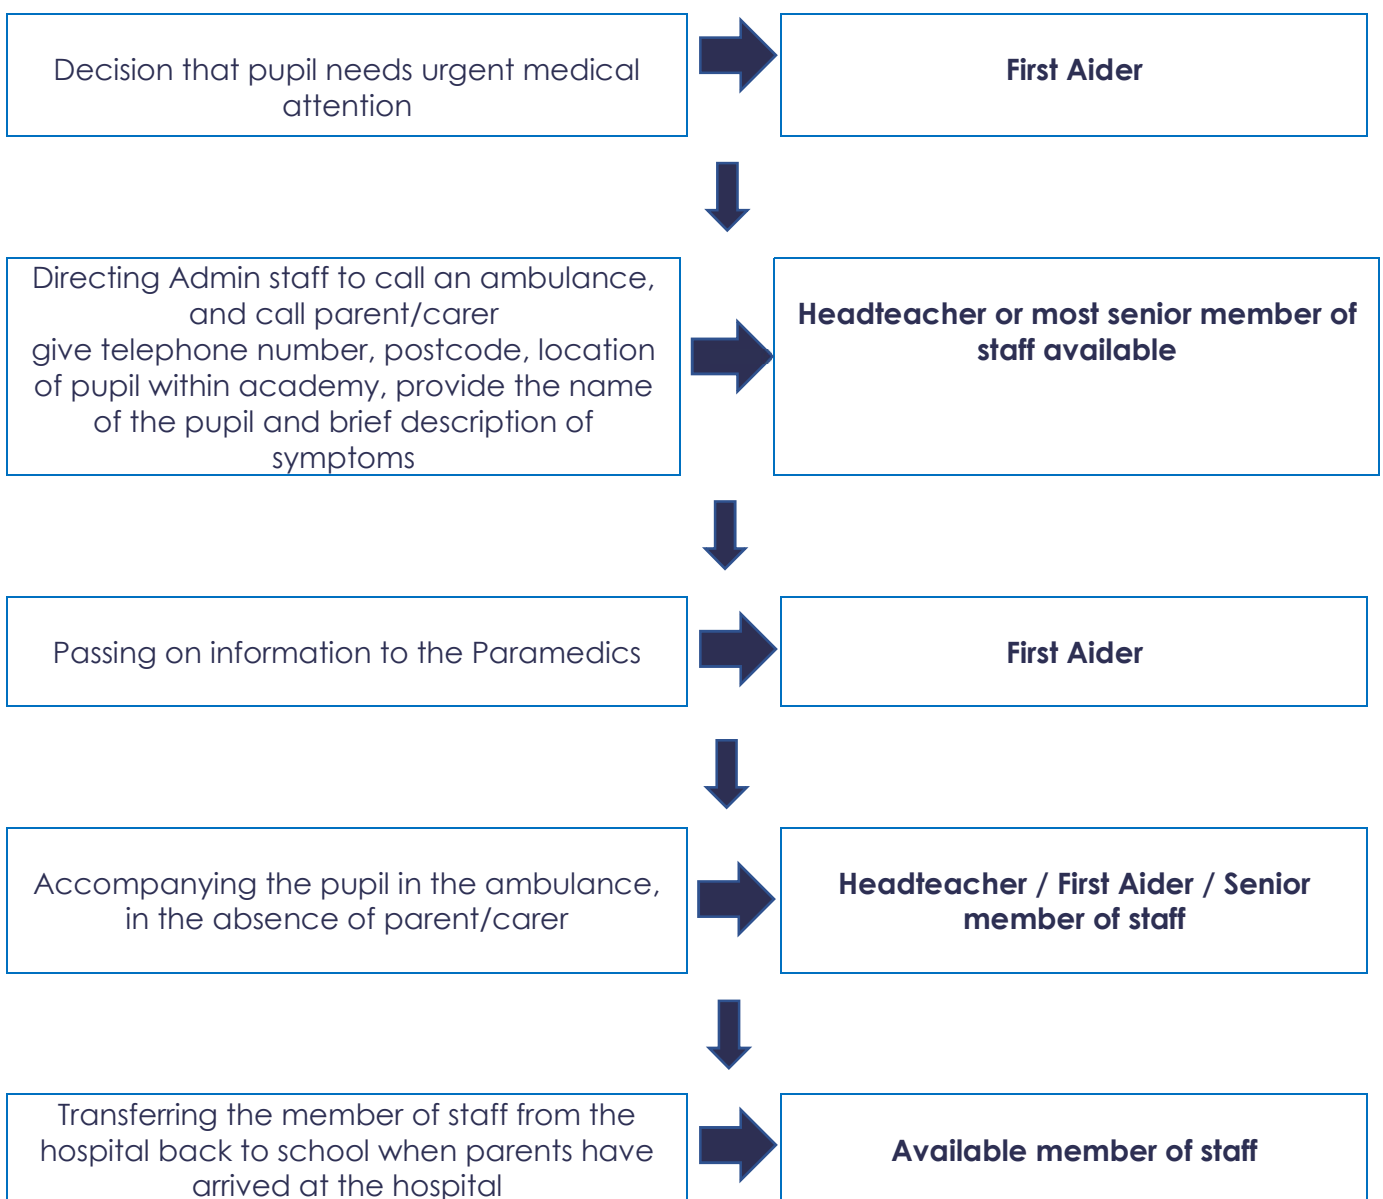 Decision that pupil needs urgent medical
attention
First Aider
Directing Admin staff to call an ambulance,
and call parent/carer
give telephone number, postcode, location
of pupil within academy, provide the name
of the pupil and brief description of
symptoms
Headteacher or most senior member of
staff available
Passing on information to the Paramedics
First Aider
Accompanying the pupil in the ambulance,
in the absence of parent/carer
Headteacher / First Aider / Senior
member of staff
Transferring the member of staff from the
hospital back to school when parents have
arrived at the hospital
Available member of staff